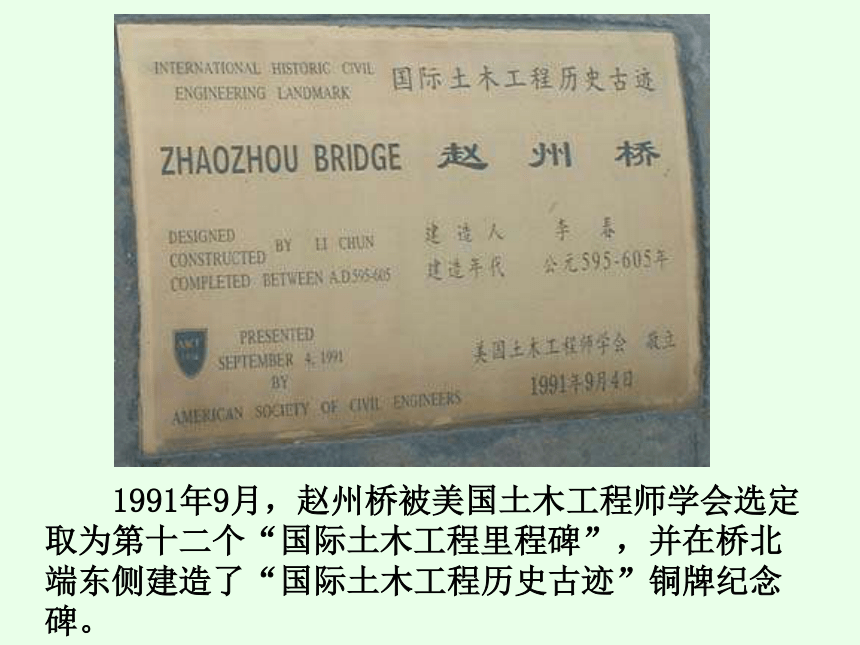 INTERNATIONAL HISTORIC CIVIL
ENGINEERING LANDMARK
国际土木工程历史古迹
ZHAOZHOU BRIDGE 赵州桥
DESIGNED
CONSTRUCTED BY LI CHUN
COMPLETED BETWEEN A.D.595-605
建造人 李春
建造年代 公元595-605年
PRESENTED
SEPTEMBER 4, 1991
BY
AMERICAN SOCIETY OF CIVIL ENGINEERS
美国土木工程师学会 敬立
1991年9月4日
1991年9月，赵州桥被美国土木工程师学会选定
取为第十二个“国际土木工程里程碑”，并在桥北
端东侧建造了“国际土木工程历史古迹”铜牌纪念
碑。